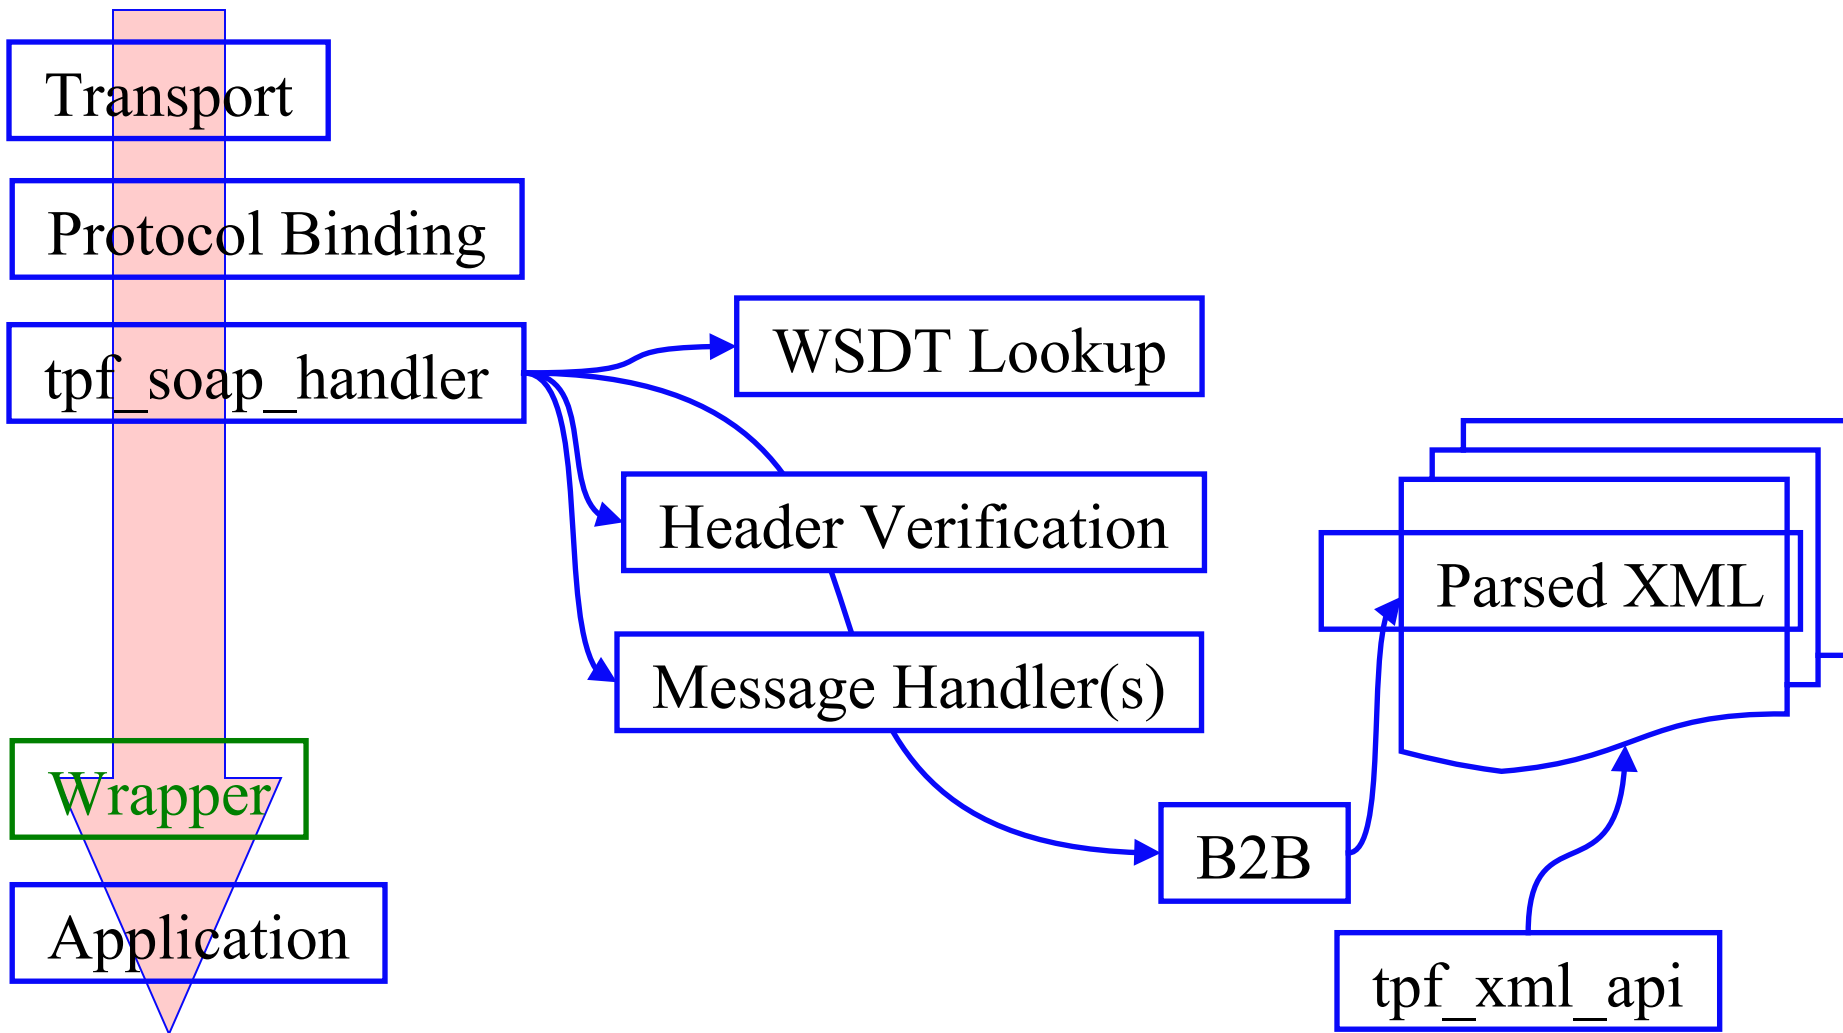 Transport
Protocol Binding
tpf_soap_handler
WSDT Lookup
Header Verification
Parsed XML
Message Handler(s)
Wrapper
B2B
Application
tpf_xml_api